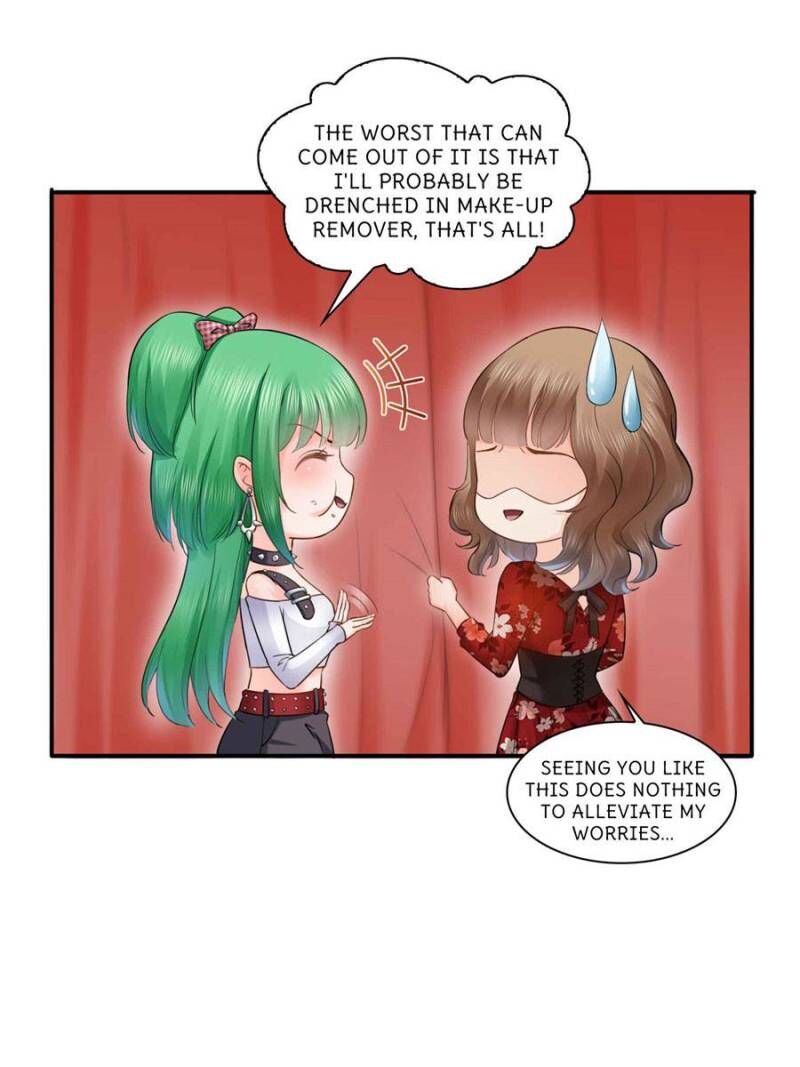 THE WORST THAT CAN
COME OUT OF IT IS THAT
I'LL PROBABLY BE
DRENCHED IN MAKE-UP
REMOVER, THAT'S ALL!
SEEING YOU LIKE
THIS DOES NOTHING
TO ALLEVIATE MY
WORRIES...